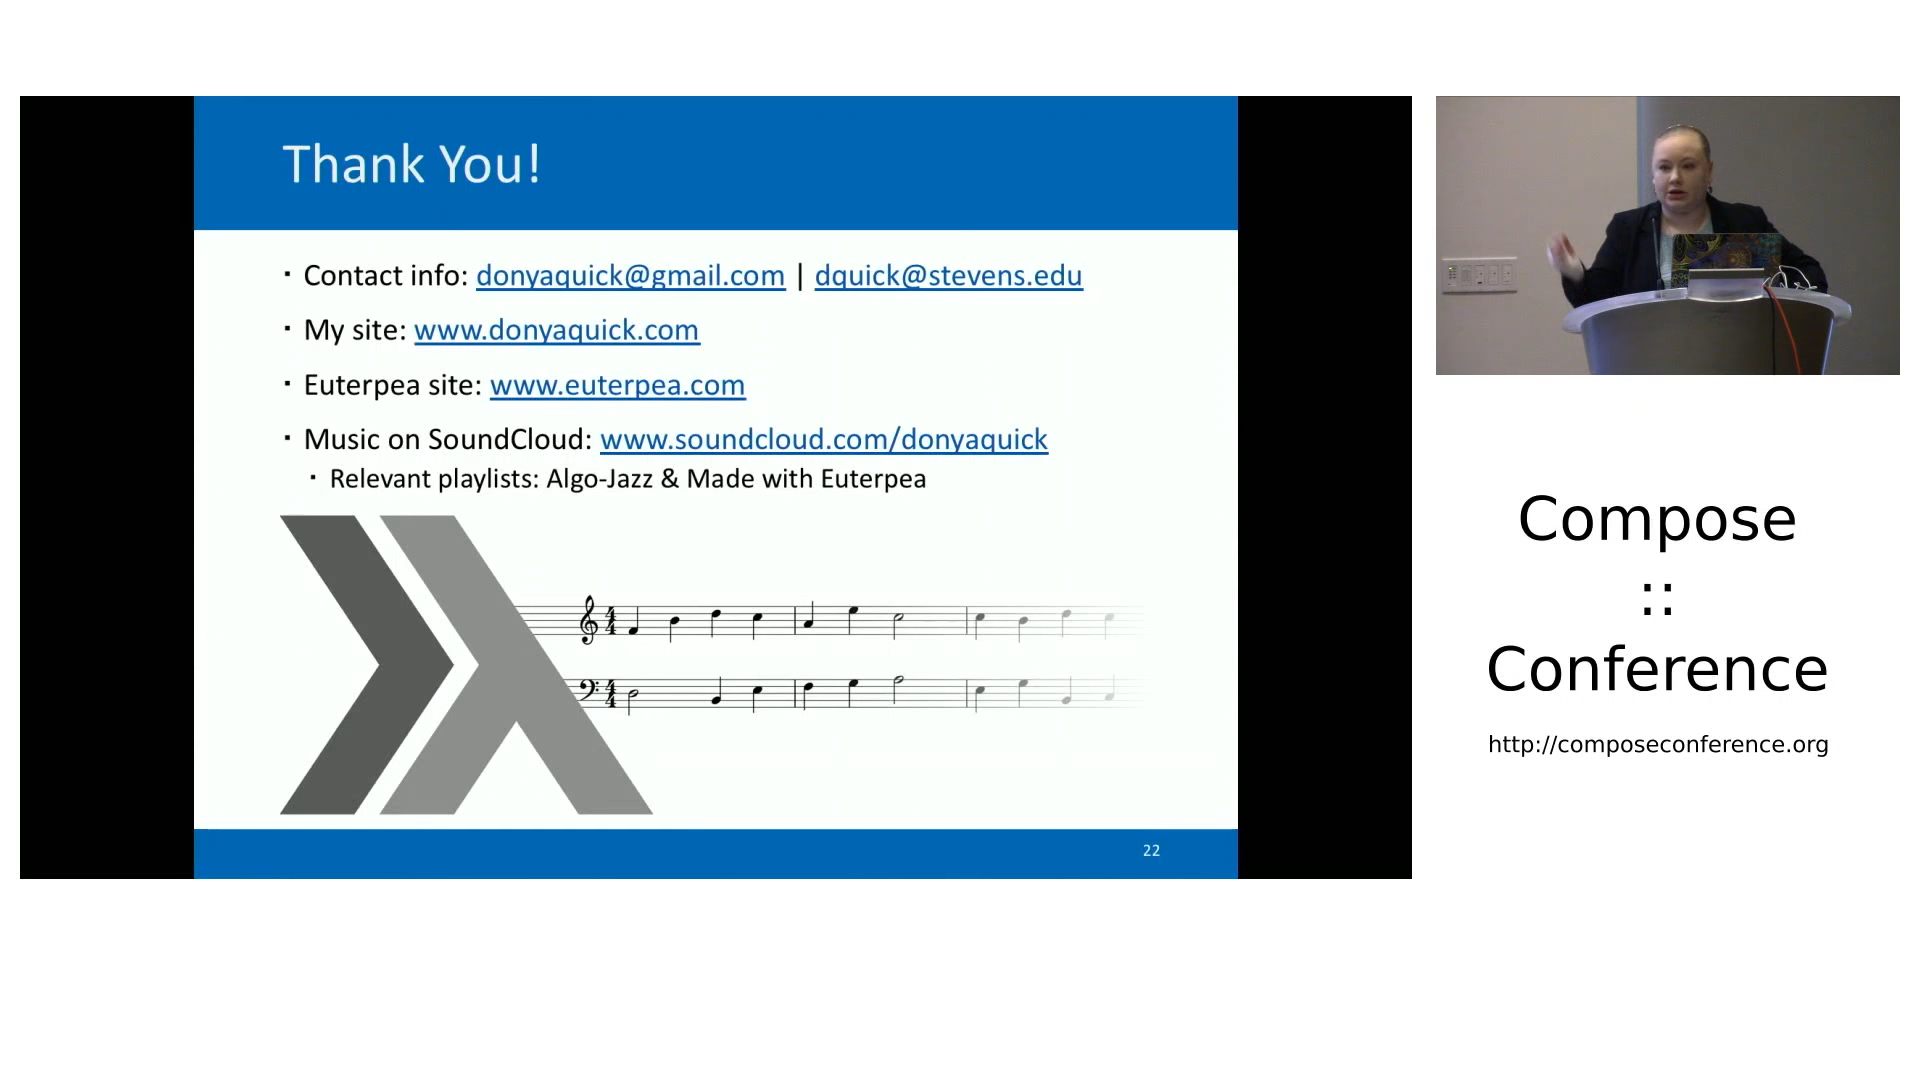 Thank You!
▪ Contact info: donyaquick@gmail.com | dquick@stevens.edu
▪ My site: www.donyaquick.com
▪ Euterpea site: www.euterpea.com
▪ Music on SoundCloud: www.soundcloud.com/donyaquick
▪ Relevant playlists: Algo-Jazz & Made with Euterpea
22
Compose
::
Conference
http://composeconference.org